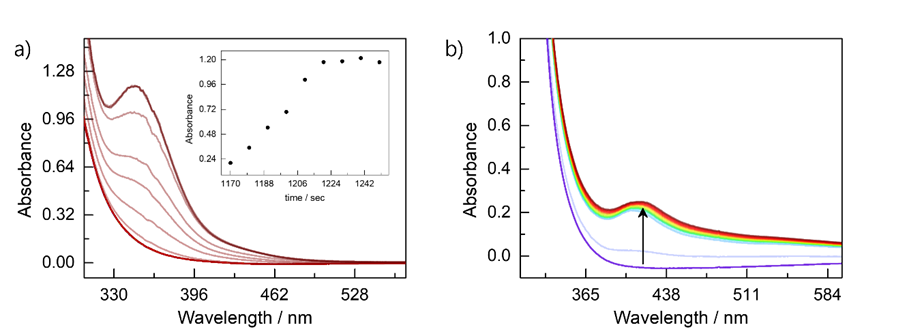 a)
Absorbance
1.28
0.96
0.64
0.32
0.00
330 396 462 528
Wavelength / nm
Absorbance
1.20
0.96
0.72
0.48
0.24
1170 1188 1206 1224 1242
time / sec
b)
Absorbance
1.0
0.8
0.6
0.4
0.2
0.0
365 438 511 584
Wavelength / nm